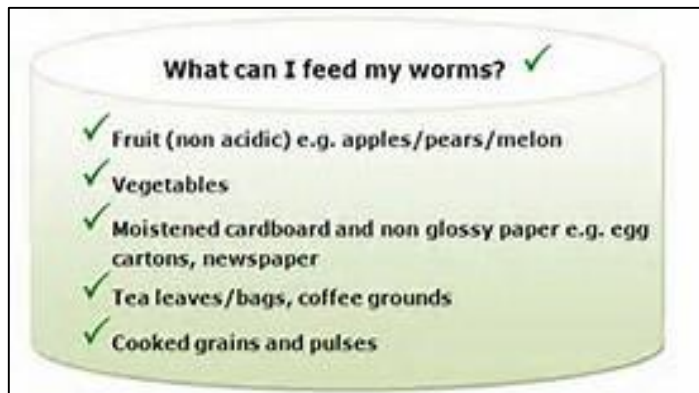 What can I feed my worms?
Fruit (non acidic) e.g. apples/pears/melon
Vegetables
Moistened cardboard and non glossy paper e.g. egg
cartons, newspaper
Tea leaves/bags, coffee grounds
Cooked grains and pulses